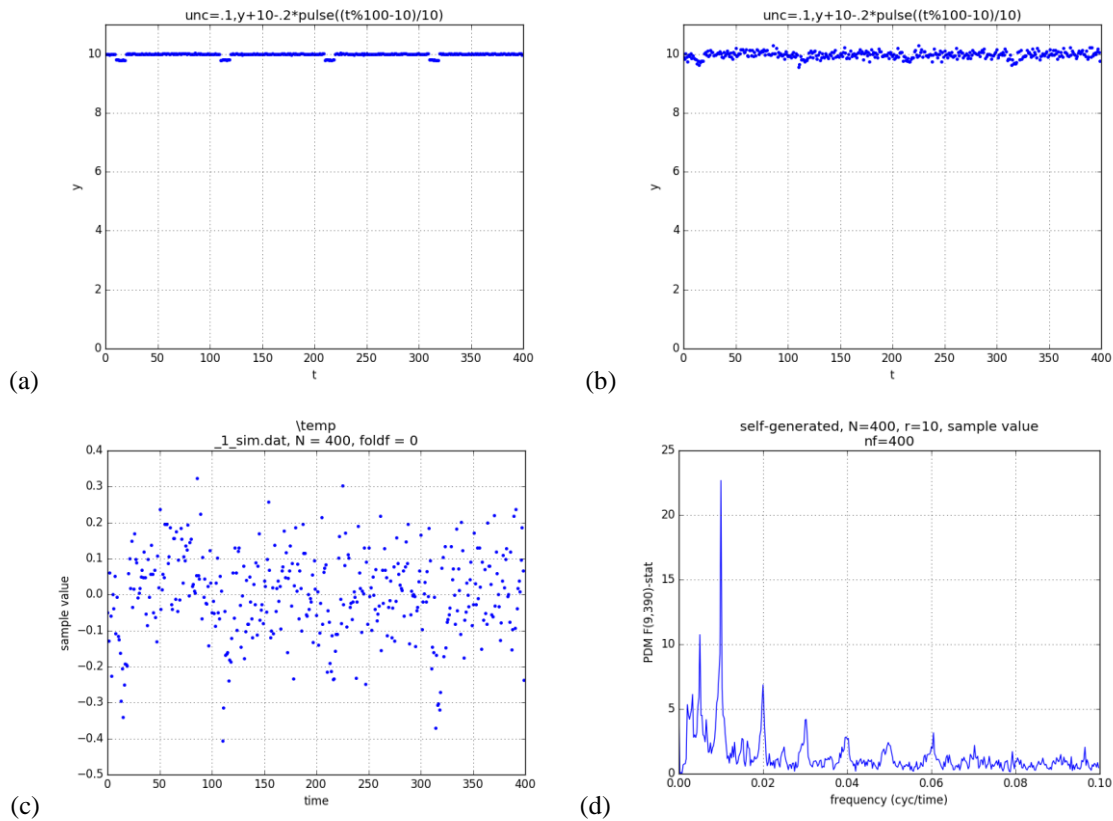 unc=.1,y+10-.2*pulse((t%100-10)/10)
10
8
6
4
2
0
y
0 50 100 150 200 250 300 350 400
t
(a)
unc=.1,y+10-.2*pulse((t%100-10)/10)
10
8
6
4
2
0
y
0 50 100 150 200 250 300 350 400
t
(b)
\temp
_1_sim.dat, N = 400, foldf = 0
0.4
0.3
0.2
0.1
0.0
−0.1
−0.2
−0.3
−0.4
−0.5
sample value
0 50 100 150 200 250 300 350 400
time
(c)
self-generated, N=400, r=10, sample value
nf=400
25
20
15
10
5
0
PDM F(9,390)-stat
0.00 0.02 0.04 0.06 0.08 0.10
frequency (cyc/time)
(d)